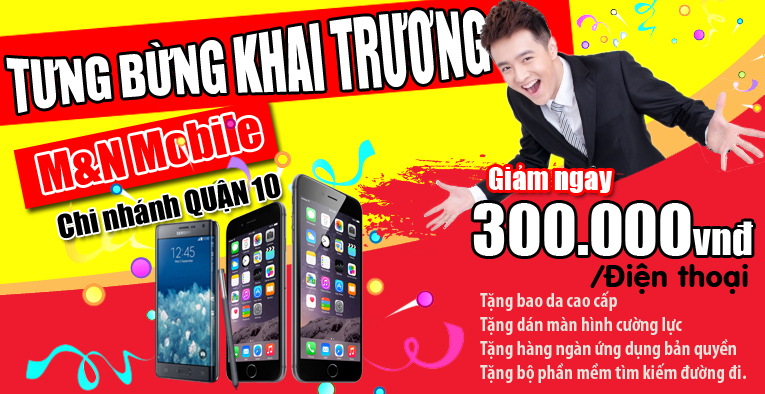 TƯNG BỪNG KHAI TRƯƠNG
M&N Mobile
Chi nhánh QUẬN 10
Giảm ngay
300.000vnđ
/Điện thoại
Tặng bao da cao cấp
Tặng dán màn hình cường lực
Tặng hàng ngàn ứng dụng bản quyền
Tặng bộ phần mềm tìm kiếm đường đi.